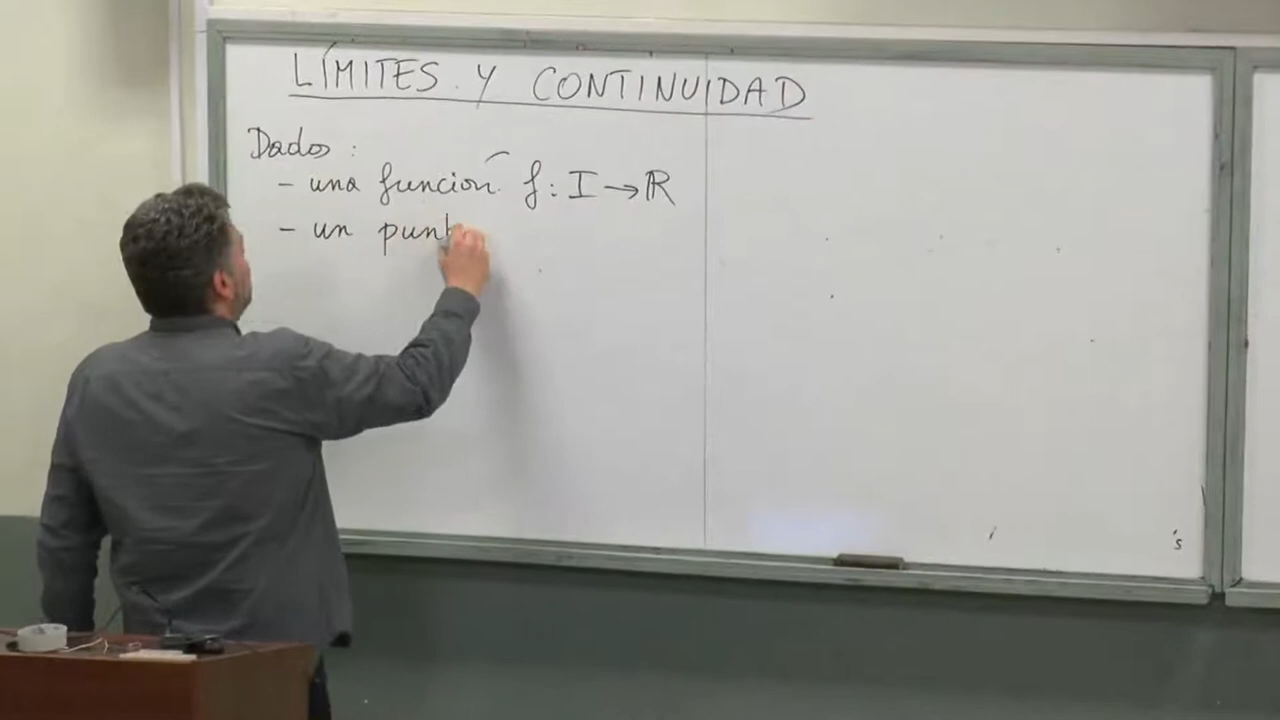 LÍMITES Y CONTINUIDAD
Dados :
- una función f : I → ℝ
- un punt